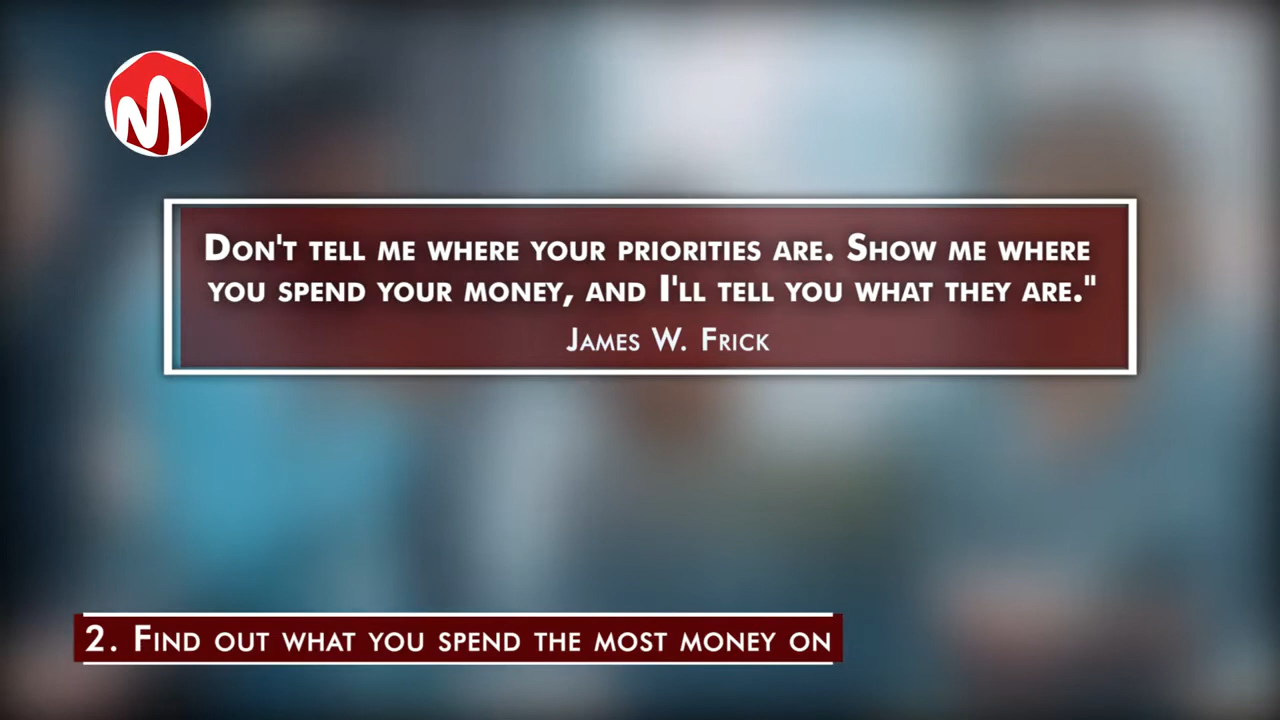 Don't tell me where your priorities are. Show me where
you spend your money, and I'll tell you what they are."
James W. Frick
2. Find out what you spend the most money on